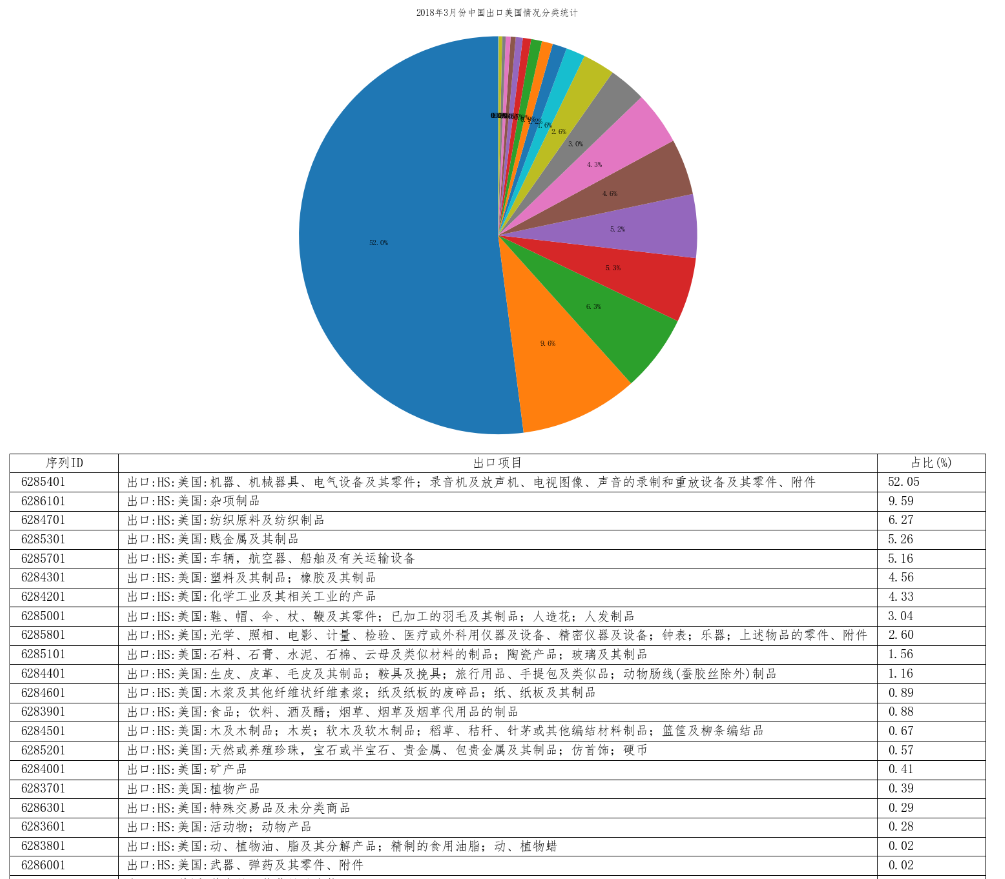 2018年3月份中国出口美国情况分类统计
1.6%
2.6%
3.0%
4.3%
4.6%
5.2%
52.0%
5.3%
6.3%
9.6%
序列ID 出口项目 占比(%)
6285401 出口:HS:美国:机器、机械器具、电气设备及其零件；录音机及放声机、电视图像、声音的录制和重放设备及其零件、附件 52.05
6286101 出口:HS:美国:杂项制品 9.59
6284701 出口:HS:美国:纺织原料及纺织制品 6.27
6285301 出口:HS:美国:贱金属及其制品 5.26
6285701 出口:HS:美国:车辆，航空器、船舶及有关运输设备 5.16
6284301 出口:HS:美国:塑料及其制品；橡胶及其制品 4.56
6284201 出口:HS:美国:化学工业及其相关工业的产品 4.33
6285001 出口:HS:美国:鞋、帽、伞、杖、鞭及其零件；已加工的羽毛及其制品；人造花；人发制品 3.04
6285801 出口:HS:美国:光学、照相、电影、计量、检验、医疗或外科用仪器及设备、精密仪器及设备；钟表；乐器；上述物品的零件、附件 2.60
6285101 出口:HS:美国:石料、石膏、水泥、石棉、云母及类似材料的制品；陶瓷产品；玻璃及其制品 1.56
6284401 出口:HS:美国:生皮、皮革、毛皮及其制品；鞍具及挽具；旅行用品、手提包及类似品；动物肠线(蚕胶丝除外)制品 1.16
6284601 出口:HS:美国:木浆及其他纤维状纤维素浆；纸及纸板的废碎品；纸、纸板及其制品 0.89
6283901 出口:HS:美国:食品；饮料、酒及醋；烟草、烟草及烟草代用品的制品 0.88
6284501 出口:HS:美国:木及木制品；木炭；软木及软木制品；稻草、秸秆、针茅或其他编结材料制品；篮筐及柳条编结品 0.67
6285201 出口:HS:美国:天然或养殖珍珠，宝石或半宝石、贵金属、包贵金属及其制品；仿首饰；硬币 0.57
6284001 出口:HS:美国:矿产品 0.41
6283701 出口:HS:美国:植物产品 0.39
6286301 出口:HS:美国:特殊交易品及未分类商品 0.29
6283601 出口:HS:美国:活动物；动物产品 0.28
6283801 出口:HS:美国:动、植物油、脂及其分解产品；精制的食用油脂；动、植物蜡 0.02
6286001 出口:HS:美国:武器、弹药及其零件、附件 0.02